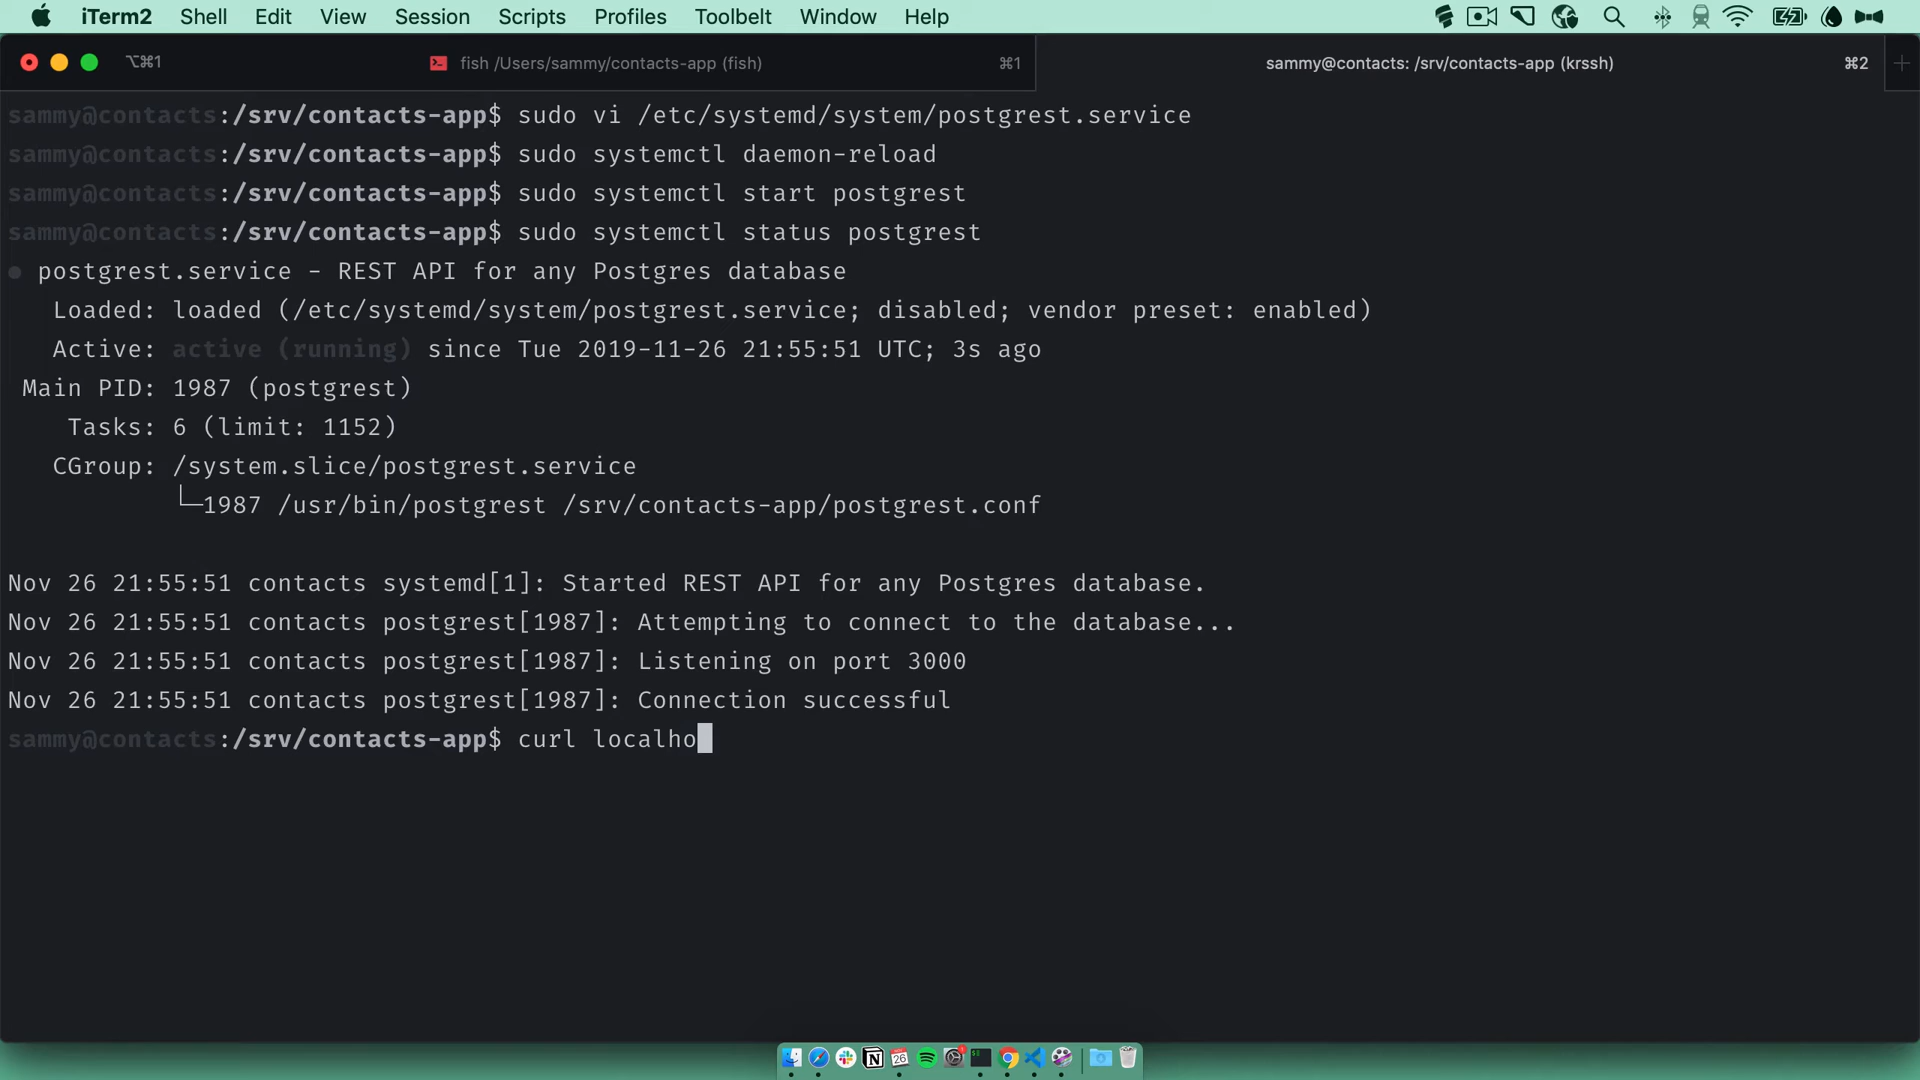 iTerm2 Shell Edit View Session Scripts Profiles Toolbelt Window Help
⌥⌘1 fish /Users/sammy/contacts-app (fish) ⌘1 sammy@contacts: /srv/contacts-app (krssh) ⌘2
sammy@contacts:/srv/contacts-app$ sudo vi /etc/systemd/system/postgrest.service
sammy@contacts:/srv/contacts-app$ sudo systemctl daemon-reload
sammy@contacts:/srv/contacts-app$ sudo systemctl start postgrest
sammy@contacts:/srv/contacts-app$ sudo systemctl status postgrest
● postgrest.service - REST API for any Postgres database
Loaded: loaded (/etc/systemd/system/postgrest.service; disabled; vendor preset: enabled)
Active: active (running) since Tue 2019-11-26 21:55:51 UTC; 3s ago
Main PID: 1987 (postgrest)
Tasks: 6 (limit: 1152)
CGroup: /system.slice/postgrest.service
└─1987 /usr/bin/postgrest /srv/contacts-app/postgrest.conf
Nov 26 21:55:51 contacts systemd[1]: Started REST API for any Postgres database.
Nov 26 21:55:51 contacts postgrest[1987]: Attempting to connect to the database...
Nov 26 21:55:51 contacts postgrest[1987]: Listening on port 3000
Nov 26 21:55:51 contacts postgrest[1987]: Connection successful
sammy@contacts:/srv/contacts-app$ curl localho
26